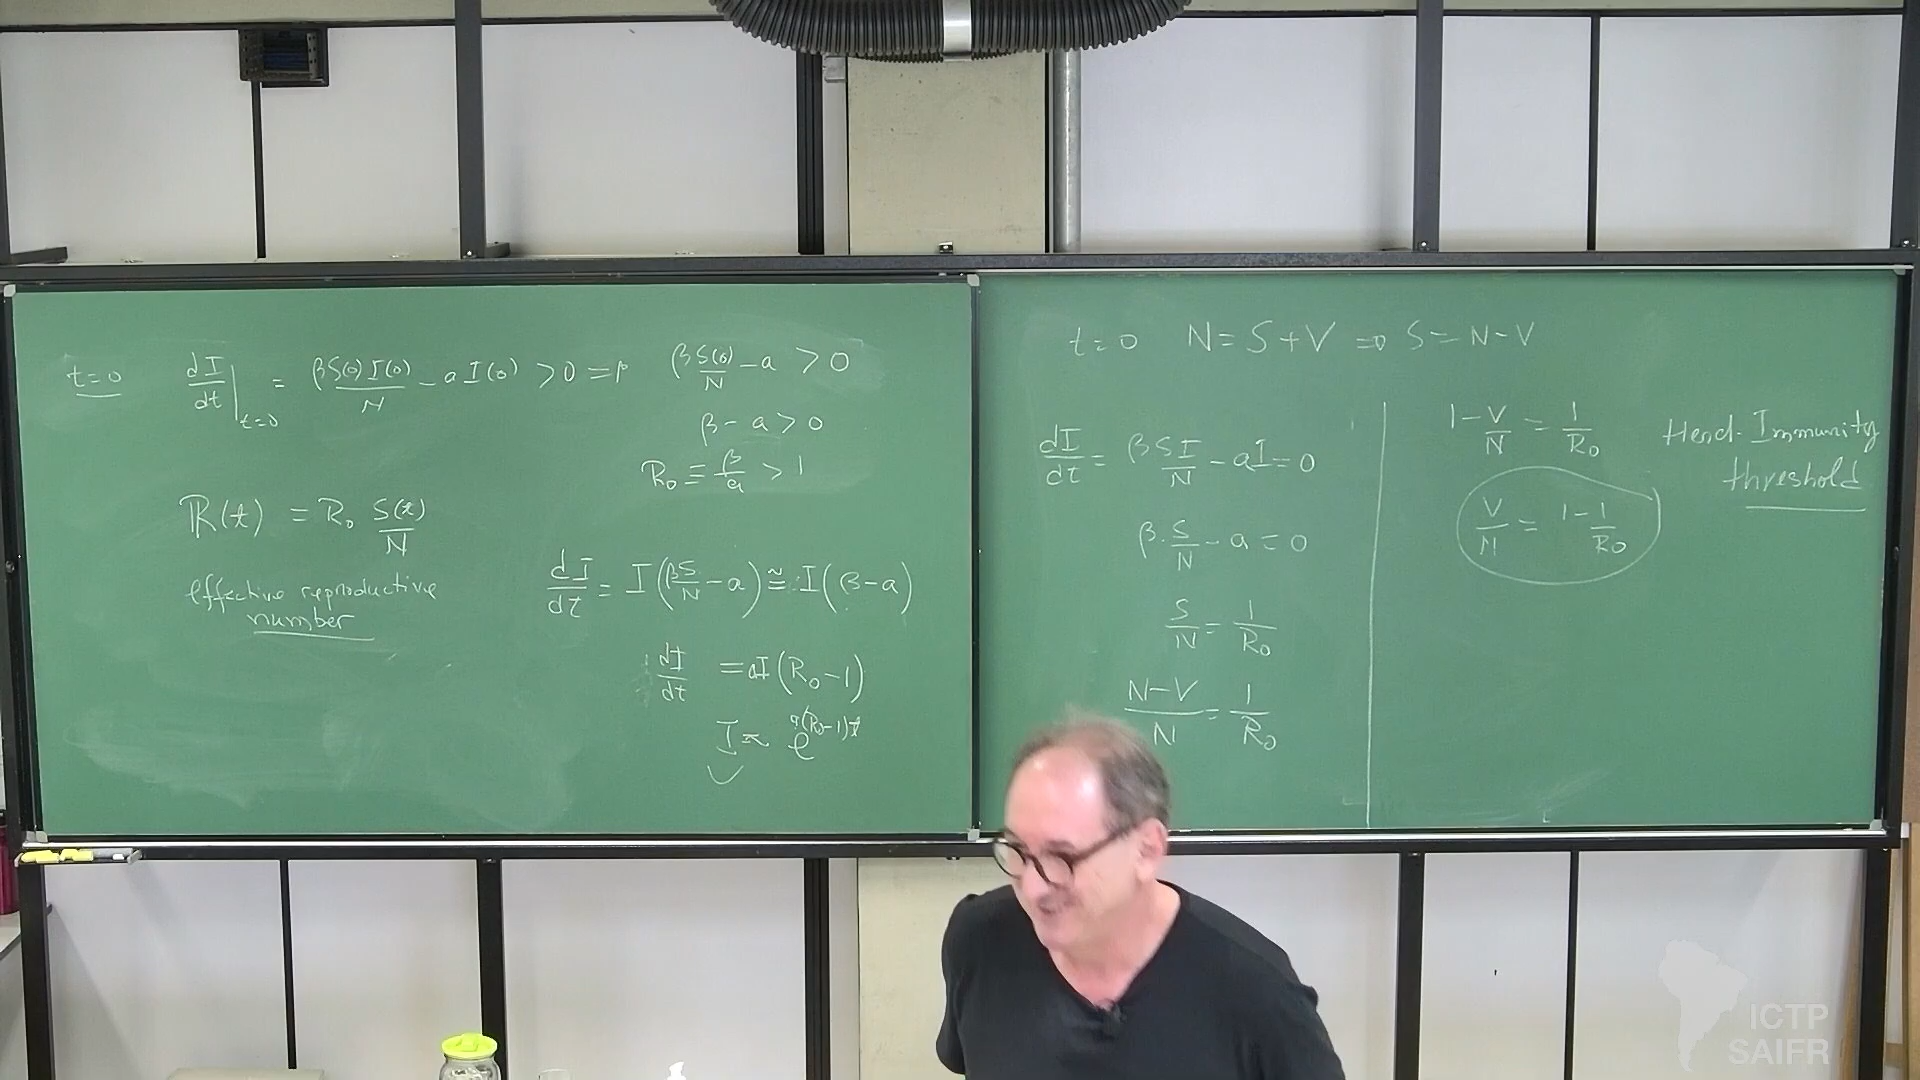 t=0 dI/dt|t=0 = βS(0)I(0)/N - aI(0) > 0 => βS(0)/N - a > 0
β - a > 0
R₀ ≡ β/a > 1
R(t) = R₀ S(t)/N
effective reproductive
number
dI/dt = I(βS/N - a) ≅ I(β-a)
dI/dt = aI(R₀-1)
I ≈ e^a(R₀-1)t
t=0 N=S+V => S=N-V
dI/dt = βSI/N - aI = 0
β·S/N - a = 0
S/N = 1/R₀
N-V/N = 1/R₀
1-V/N = 1/R₀
V/N = 1-1/R₀
Herd-Immunity
threshold
ICTP
SAIFR